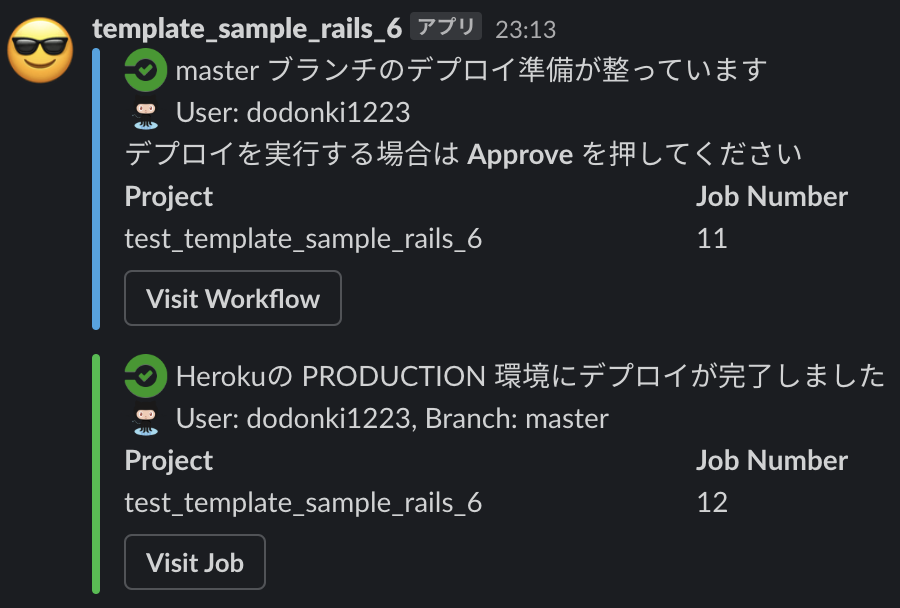 template_sample_rails_6 アプリ 23:13
master ブランチのデプロイ準備が整っています
User: dodonki1223
デプロイを実行する場合は Approve を押してください
Project Job Number
test_template_sample_rails_6 11
Visit Workflow
Herokuの PRODUCTION 環境にデプロイが完了しました
User: dodonki1223, Branch: master
Project Job Number
test_template_sample_rails_6 12
Visit Job